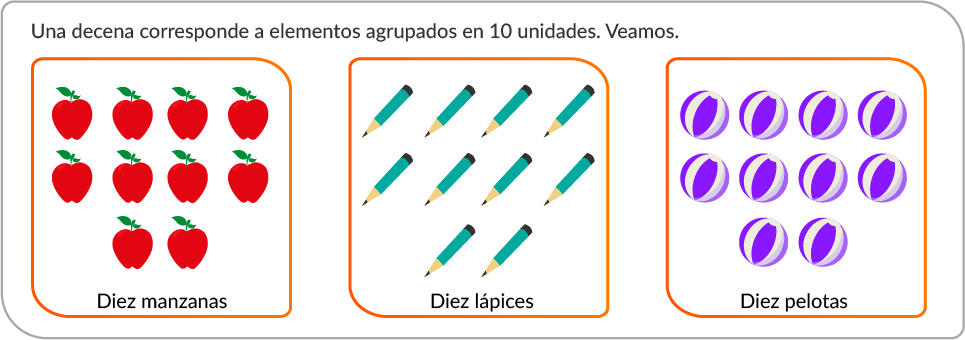 Una decena corresponde a elementos agrupados en 10 unidades. Veamos.
Diez manzanas
Diez lápices
Diez pelotas